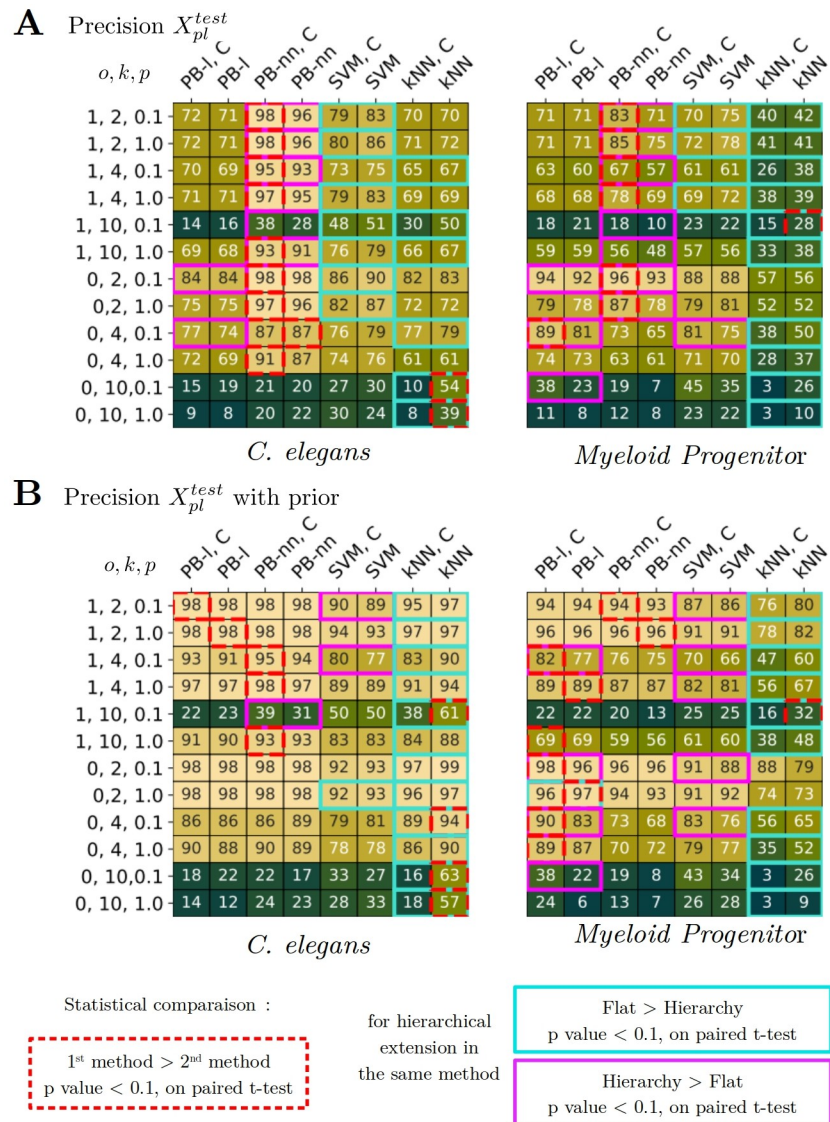 A Precision X_{pl}^{test}
o, k, p
PB-l, C PB-l PB-nn, C PB-nn SVM, C SVM kNN, C kNN PB-l, C PB-l PB-nn, C PB-nn SVM, C SVM kNN, C kNN
1, 2, 0.1 72 71 98 96 79 83 70 70 71 71 83 71 70 75 40 42
1, 2, 1.0 72 71 98 96 80 86 71 72 71 71 85 75 72 78 41 41
1, 4, 0.1 70 69 95 93 73 75 65 67 63 60 67 57 61 61 26 38
1, 4, 1.0 71 71 97 95 79 83 69 69 68 68 78 69 69 72 38 39
1, 10, 0.1 14 16 38 28 48 51 30 50 18 21 18 10 23 22 15 28
1, 10, 1.0 69 68 93 91 76 79 66 67 59 59 56 48 57 56 33 38
0, 2, 0.1 84 84 98 98 86 90 82 83 94 92 96 93 88 88 57 56
0,2, 1.0 75 75 97 96 82 87 72 72 79 78 87 78 79 81 52 52
0, 4, 0.1 77 74 87 87 76 79 77 79 89 81 73 65 81 75 38 50
0, 4, 1.0 72 69 91 87 74 76 61 61 74 73 63 61 71 70 28 37
0, 10,0.1 15 19 21 20 27 30 10 54 38 23 19 7 45 35 3 26
0, 10, 1.0 9 8 20 22 30 24 8 39 11 8 12 8 23 22 3 10
C. elegans Myeloid Progenitor
B Precision X_{pl}^{test} with prior
o, k, p
PB-l, C PB-l PB-nn, C PB-nn SVM, C SVM kNN, C kNN PB-l, C PB-l PB-nn, C PB-nn SVM, C SVM kNN, C kNN
1, 2, 0.1 98 98 98 98 90 89 95 97 94 94 94 93 87 86 76 80
1, 2, 1.0 98 98 98 98 94 93 97 97 96 96 96 96 91 91 78 82
1, 4, 0.1 93 91 95 94 80 77 83 90 82 77 76 75 70 66 47 60
1, 4, 1.0 97 97 98 97 89 89 91 94 89 89 87 87 82 81 56 67
1, 10, 0.1 22 23 39 31 50 50 38 61 22 22 20 13 25 25 16 32
1, 10, 1.0 91 90 93 93 83 83 84 88 69 69 59 56 61 60 38 48
0, 2, 0.1 98 98 98 98 92 93 97 99 98 96 96 96 91 88 88 79
0,2, 1.0 98 98 98 98 92 93 96 97 96 97 94 93 91 92 74 73
0, 4, 0.1 86 86 86 89 79 81 89 94 90 83 73 68 83 76 56 65
0, 4, 1.0 90 88 90 89 78 78 86 90 89 87 70 72 79 77 35 52
0, 10,0.1 18 22 22 17 33 27 16 63 38 22 19 8 43 34 3 26
0, 10, 1.0 14 12 24 23 28 33 18 57 24 6 13 7 26 28 3 9
C. elegans Myeloid Progenitor
Statistical comparaison :
1st method > 2nd method
p value < 0.1, on paired t-test
for hierarchical
extension in
the same method
Flat > Hierarchy
p value < 0.1, on paired t-test
Hierarchy > Flat
p value < 0.1, on paired t-test